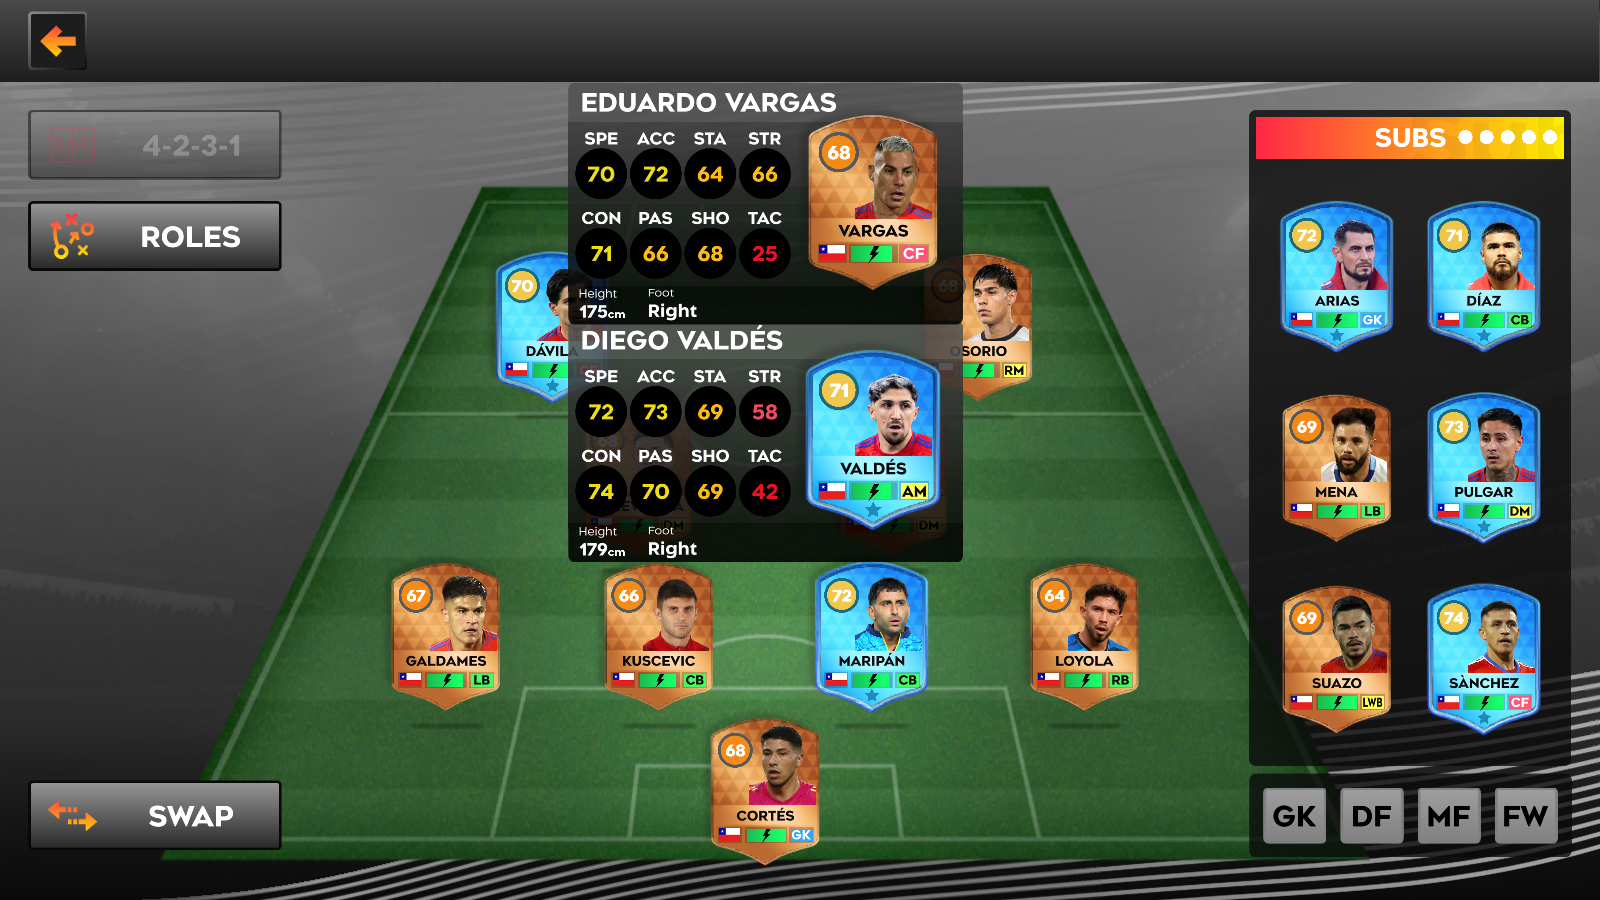 4-2-3-1
ROLES
SWAP
EDUARDO VARGAS
SPE ACC STA STR
70 72 64 66
CON PAS SHO TAC
71 66 68 25
Height Foot
175cm Right
68
VARGAS
CF
DIEGO VALDÉS
SPE ACC STA STR
72 73 69 58
CON PAS SHO TAC
74 70 69 42
Height Foot
179cm Right
71
VALDÉS
AM
70
DÁVILA
68
OSORIO
RM
68
DM
DM
67
GALDAMES
LB
66
KUSCEVIC
CB
72
MARIPÁN
CB
64
LOYOLA
RB
68
CORTÉS
GK
SUBS
72
ARIAS
GK
71
DÍAZ
CB
69
MENA
LB
73
PULGAR
DM
69
SUAZO
LWB
74
SÀNCHEZ
CF
GK DF MF FW